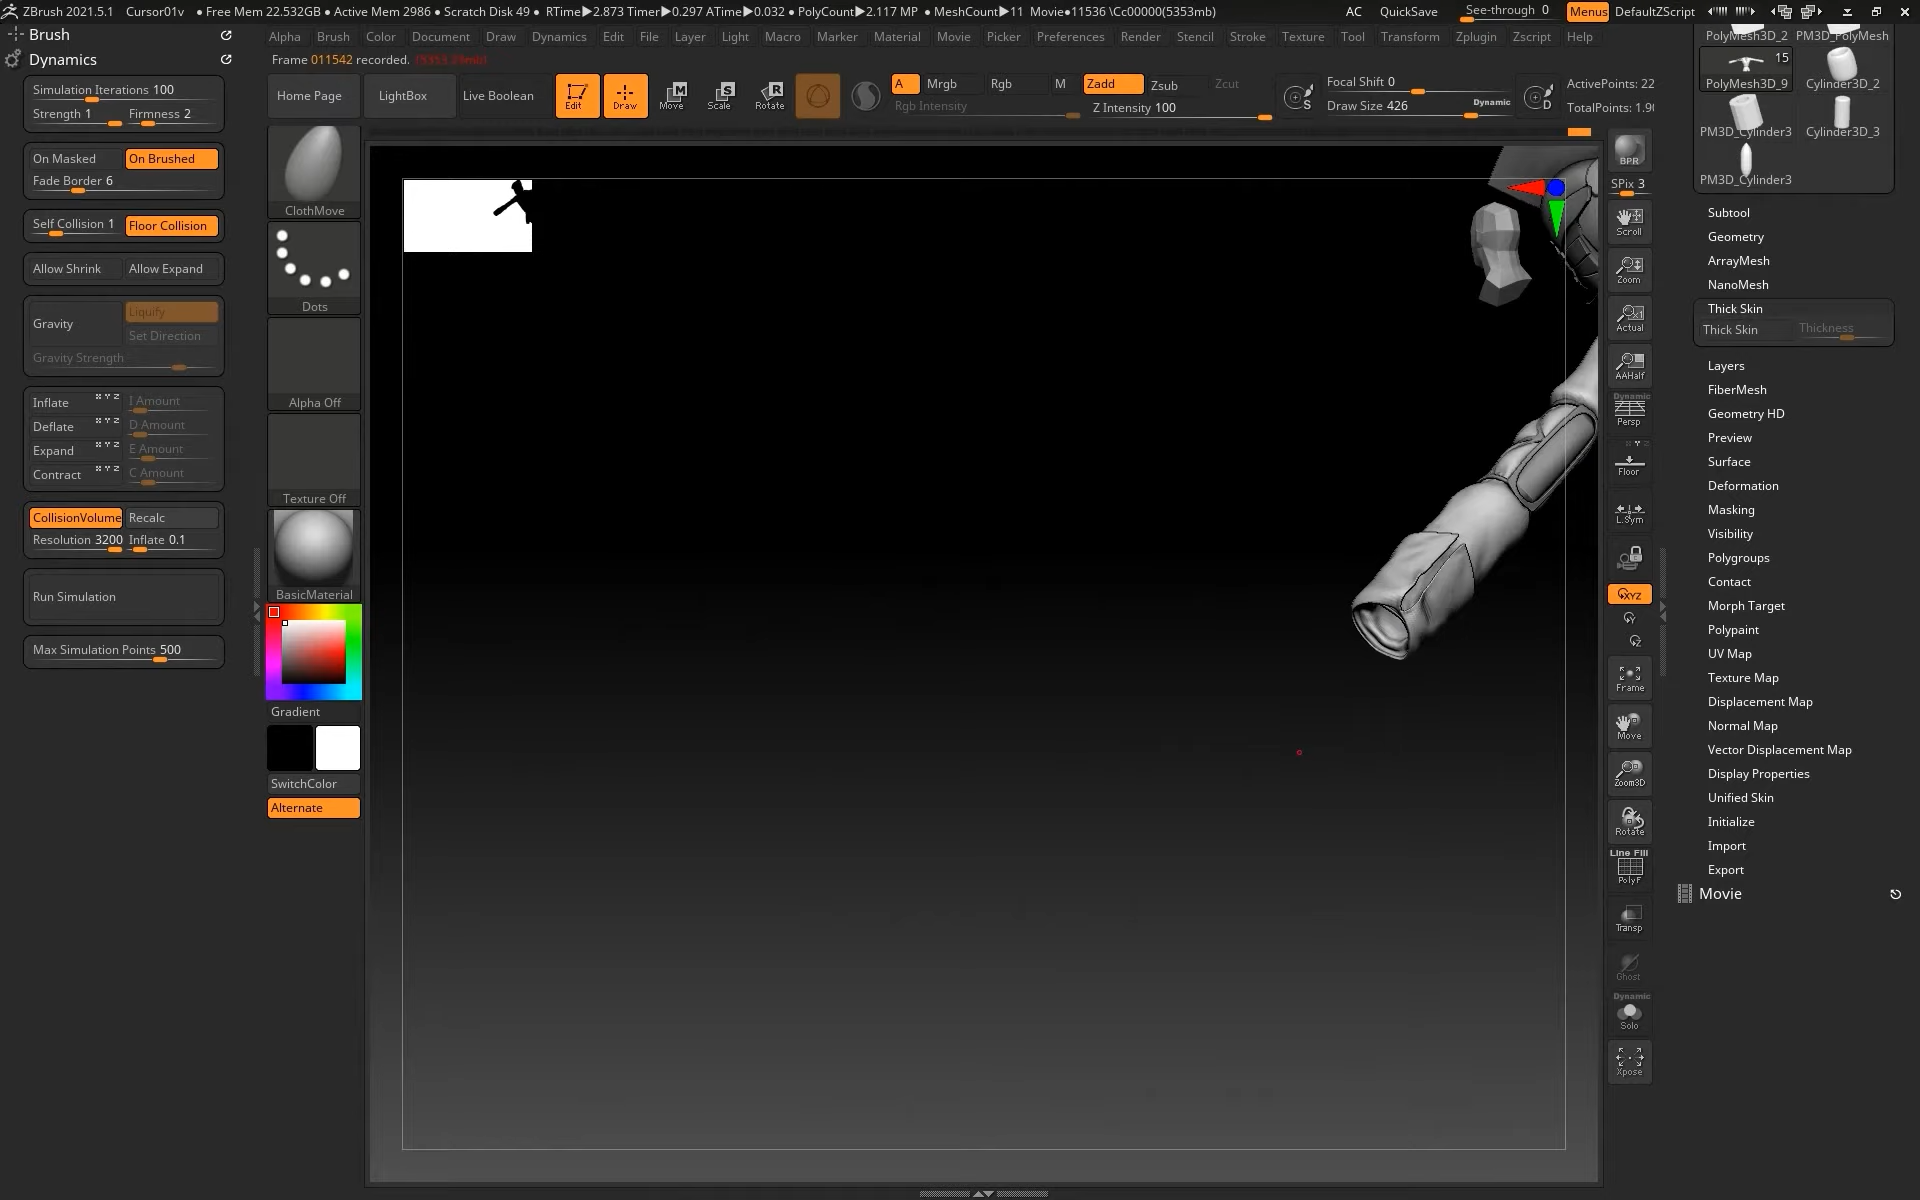 ZBrush 2021.5.1 Cursor01v • Free Mem 22.532GB • Active Mem 2986 • Scratch Disk 49 • RTime▶2.873 Timer▶0.297 ATime▶0.032 • PolyCount▶2.117 MP • MeshCount▶11 Movie●11536 \Cc00000(5353mb) AC QuickSave See-through 0 Menus DefaultZScript
Brush
Alpha Brush Color Document Draw Dynamics Edit File Layer Light Macro Marker Material Movie Picker Preferences Render Stencil Stroke Texture Tool Transform Zplugin Zscript Help
Dynamics
Frame 011542 recorded.
Simulation Iterations 100
Strength 1 Firmness 2
On Masked On Brushed
Fade Border 6
Self Collision 1 Floor Collision
Allow Shrink Allow Expand
Gravity Liquify
Set Direction
Gravity Strength
Inflate X Y Z I Amount
Deflate X Y Z D Amount
Expand X Y Z E Amount
Contract X Y Z C Amount
CollisionVolume Recalc
Resolution 3200 Inflate 0.1
Run Simulation
Max Simulation Points 500
Home Page LightBox Live Boolean Edit Draw Move Scale Rotate
A Mrgb Rgb M Zadd Zsub Zcut
Rgb Intensity Z Intensity 100
Focal Shift 0
Draw Size 426 Dynamic
S D
ActivePoints: 22
TotalPoints: 1.9
ClothMove
Dots
Alpha Off
Texture Off
BasicMaterial
Gradient
SwitchColor
Alternate
BPR
SPix 3
Scroll
Zoom
Actual
AAHalf
Dynamic
Persp
Floor
L.Sym
XYZ
Y
Z
Frame
Move
Zoom3D
Rotate
Line Fill
PolyF
Transp
Ghost
Dynamic
Solo
Xpose
PolyMesh3D_2 PM3D_PolyMesh
15
PolyMesh3D_9 Cylinder3D_2
PM3D_Cylinder3 Cylinder3D_3
PM3D_Cylinder3
Subtool
Geometry
ArrayMesh
NanoMesh
Thick Skin
Thick Skin Thickness
Layers
FiberMesh
Geometry HD
Preview
Surface
Deformation
Masking
Visibility
Polygroups
Contact
Morph Target
Polypaint
UV Map
Texture Map
Displacement Map
Normal Map
Vector Displacement Map
Display Properties
Unified Skin
Initialize
Import
Export
Movie